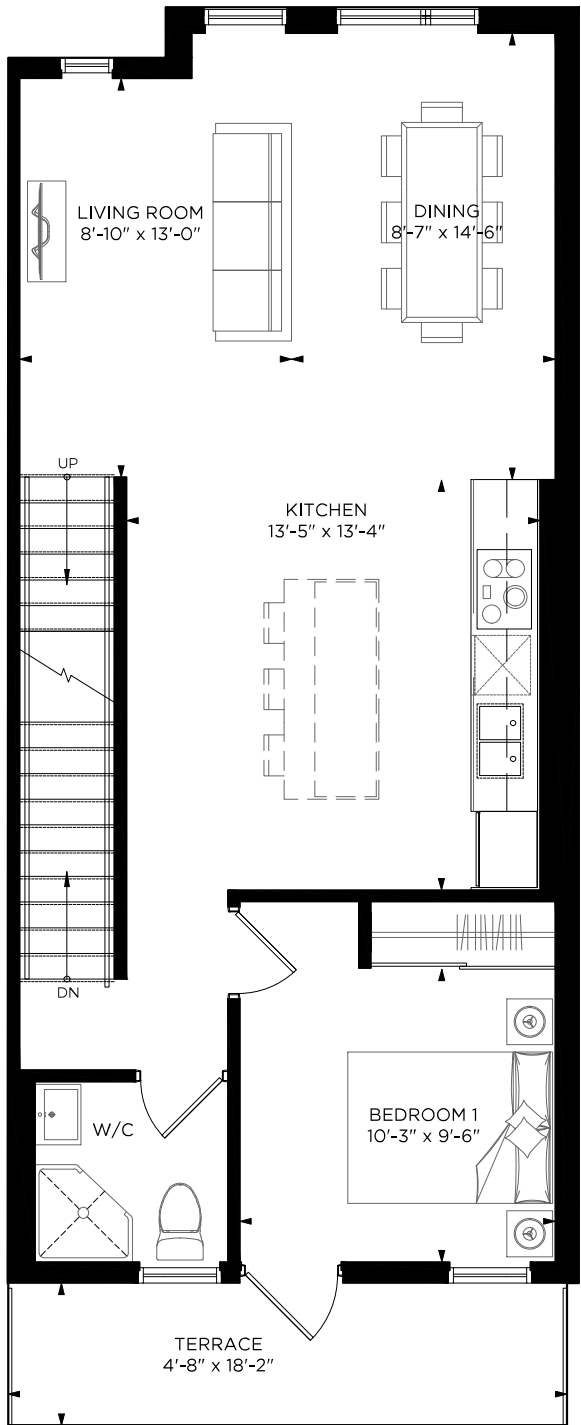 LIVING ROOM
8'-10" x 13'-0"
DINING
8'-7" x 14'-6"
UP
KITCHEN
13'-5" x 13'-4"
DN
W/C
BEDROOM 1
10'-3" x 9'-6"
TERRACE
4'-8" x 18'-2"